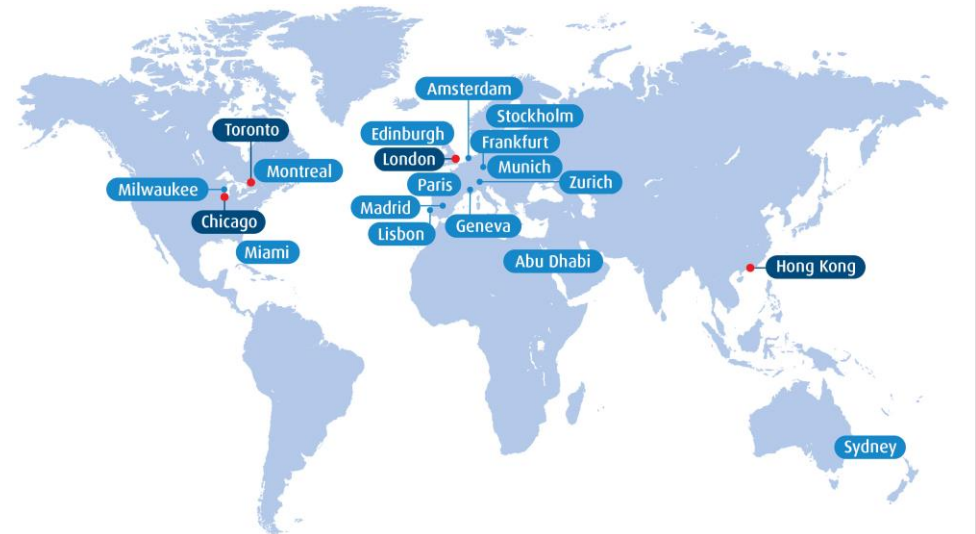 Amsterdam
Stockholm
Toronto
Edinburgh
Frankfurt
London
Montreal
Munich
Milwaukee
Paris
Zurich
Madrid
Chicago
Geneva
Lisbon
Miami
Abu Dhabi
Hong Kong
Sydney